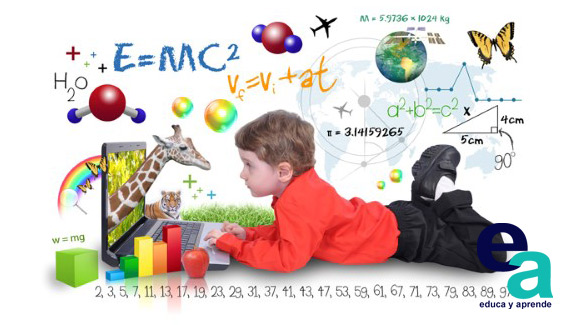 M = 5.9736 × 1024 kg
E=MC²
H₂O
Vf=Vi+at
a²+b²=c²
x
4cm
π = 3.14159265
5cm
90°
w = mg
ea
educa y aprende
2, 3, 5, 7, 11, 13, 17, 19, 23, 29, 31, 37, 41, 43, 47, 53, 59, 61, 67, 71, 73, 79, 83, 89, 97